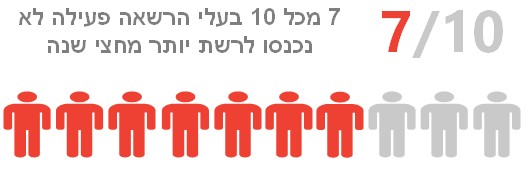 7 מכל 10 בעלי הרשאה פעילה לא
נכנסו לרשת יותר מחצי שנה
7/10